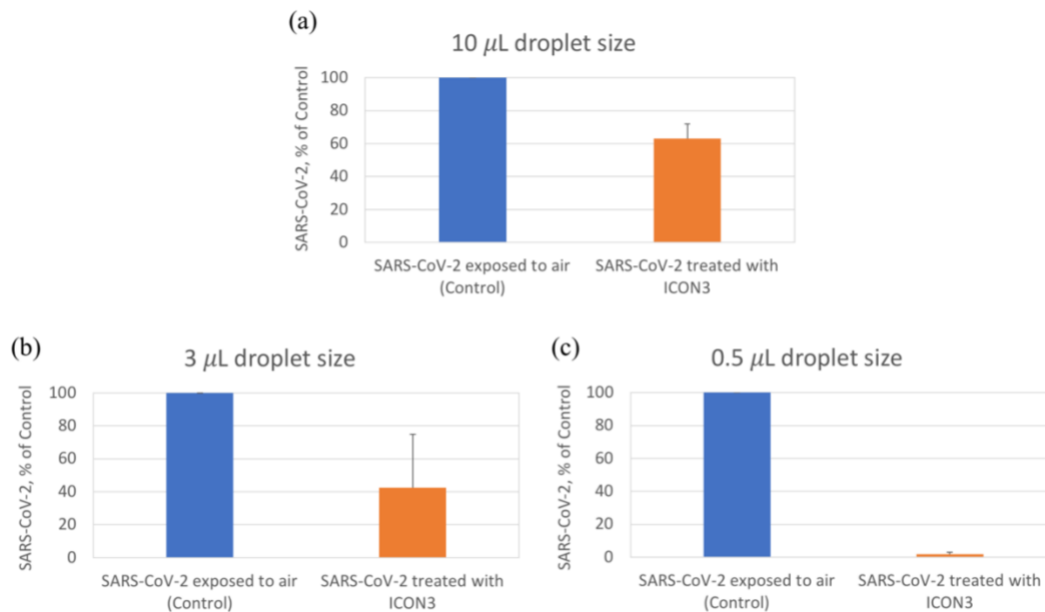 (a)
10 μL droplet size
SARS-CoV-2, % of Control
100
80
60
40
20
0
SARS-CoV-2 exposed to air
(Control)
SARS-CoV-2 treated with
ICON3
(b)
3 μL droplet size
SARS-CoV-2, % of Control
100
80
60
40
20
0
SARS-CoV-2 exposed to air
(Control)
SARS-CoV-2 treated with
ICON3
(c)
0.5 μL droplet size
SARS-CoV-2, % of Control
100
80
60
40
20
0
SARS-CoV-2 exposed to air
(Control)
SARS-CoV-2 treated with
ICON3